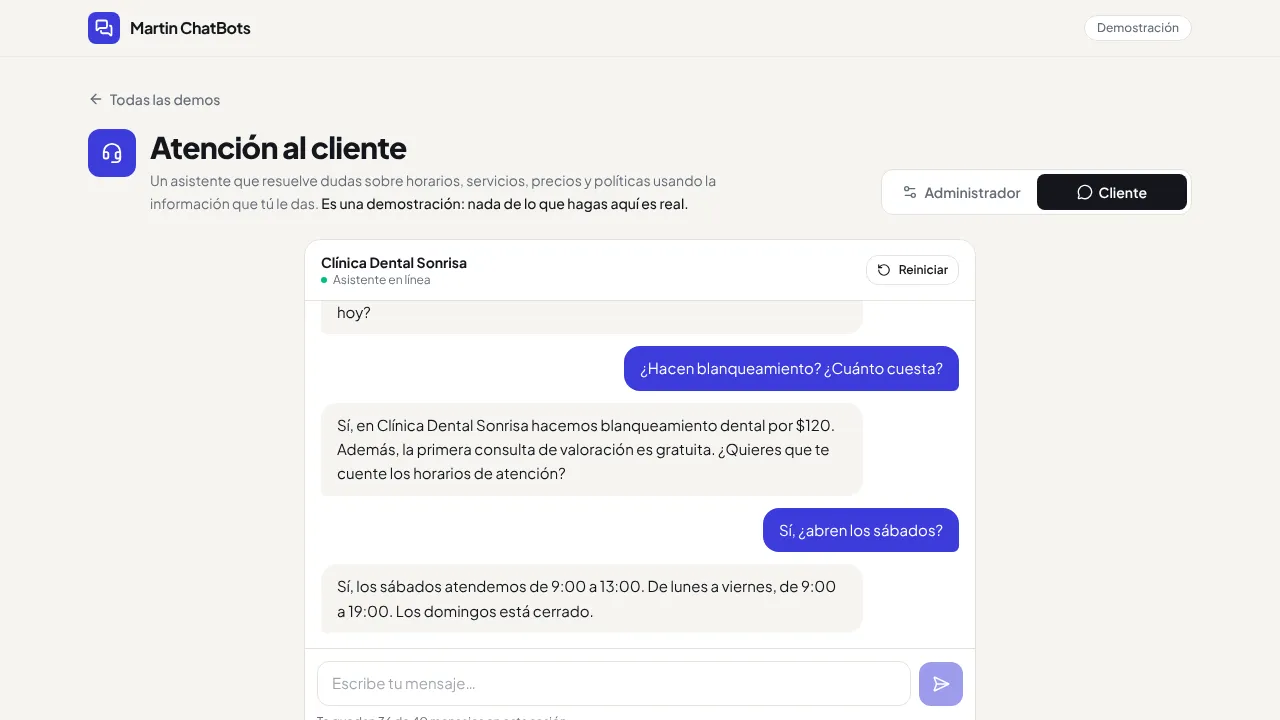 Martin ChatBots
Demostración
Todas las demos
Atención al cliente
Un asistente que resuelve dudas sobre horarios, servicios, precios y políticas usando la
información que tú le das. Es una demostración: nada de lo que hagas aquí es real.
Administrador
Cliente
Clínica Dental Sonrisa
Asistente en línea
Reiniciar
hoy?
¿Hacen blanqueamiento? ¿Cuánto cuesta?
Sí, en Clínica Dental Sonrisa hacemos blanqueamiento dental por $120.
Además, la primera consulta de valoración es gratuita. ¿Quieres que te
cuente los horarios de atención?
Sí, ¿abren los sábados?
Sí, los sábados atendemos de 9:00 a 13:00. De lunes a viernes, de 9:00
a 19:00. Los domingos está cerrado.
Escribe tu mensaje...